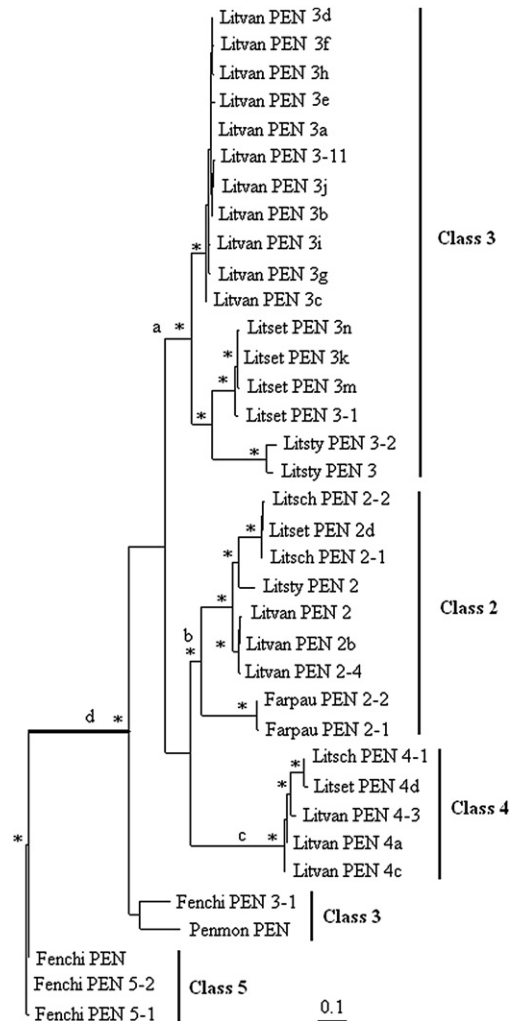 Litvan PEN 3d
Litvan PEN 3f
Litvan PEN 3h
Litvan PEN 3e
Litvan PEN 3a
Litvan PEN 3-11
Litvan PEN 3j
Litvan PEN 3b
Class 3
Litvan PEN 3i
*
Litvan PEN 3g
Litvan PEN 3c
a *
Litset PEN 3n
*
Litset PEN 3k
*
Litset PEN 3m
*
Litset PEN 3-1
*
Litsty PEN 3-2
Litsty PEN 3
Litsch PEN 2-2
*
Litset PEN 2d
*
Litsch PEN 2-1
Litsty PEN 2
*
Class 2
Litvan PEN 2
b
*
*
Litvan PEN 2b
Litvan PEN 2-4
*
Farpau PEN 2-2
d *
Farpau PEN 2-1
*
Litsch PEN 4-1
*
Litset PEN 4d
Class 4
Litvan PEN 4-3
* c *
Litvan PEN 4a
Litvan PEN 4c
Fenchi PEN 3-1
Class 3
Penmon PEN
Fenchi PEN
Fenchi PEN 5-2
Class 5
Fenchi PEN 5-1
0.1